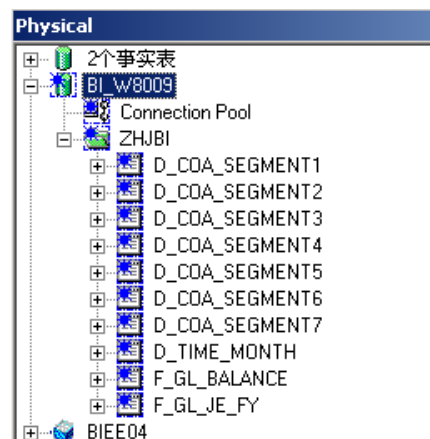 Physical
2个事实表
BI_W8009
Connection Pool
ZHJBI
D_COA_SEGMENT1
D_COA_SEGMENT2
D_COA_SEGMENT3
D_COA_SEGMENT4
D_COA_SEGMENT5
D_COA_SEGMENT6
D_COA_SEGMENT7
D_TIME_MONTH
F_GL_BALANCE
F_GL_JE_FY
BIEE04